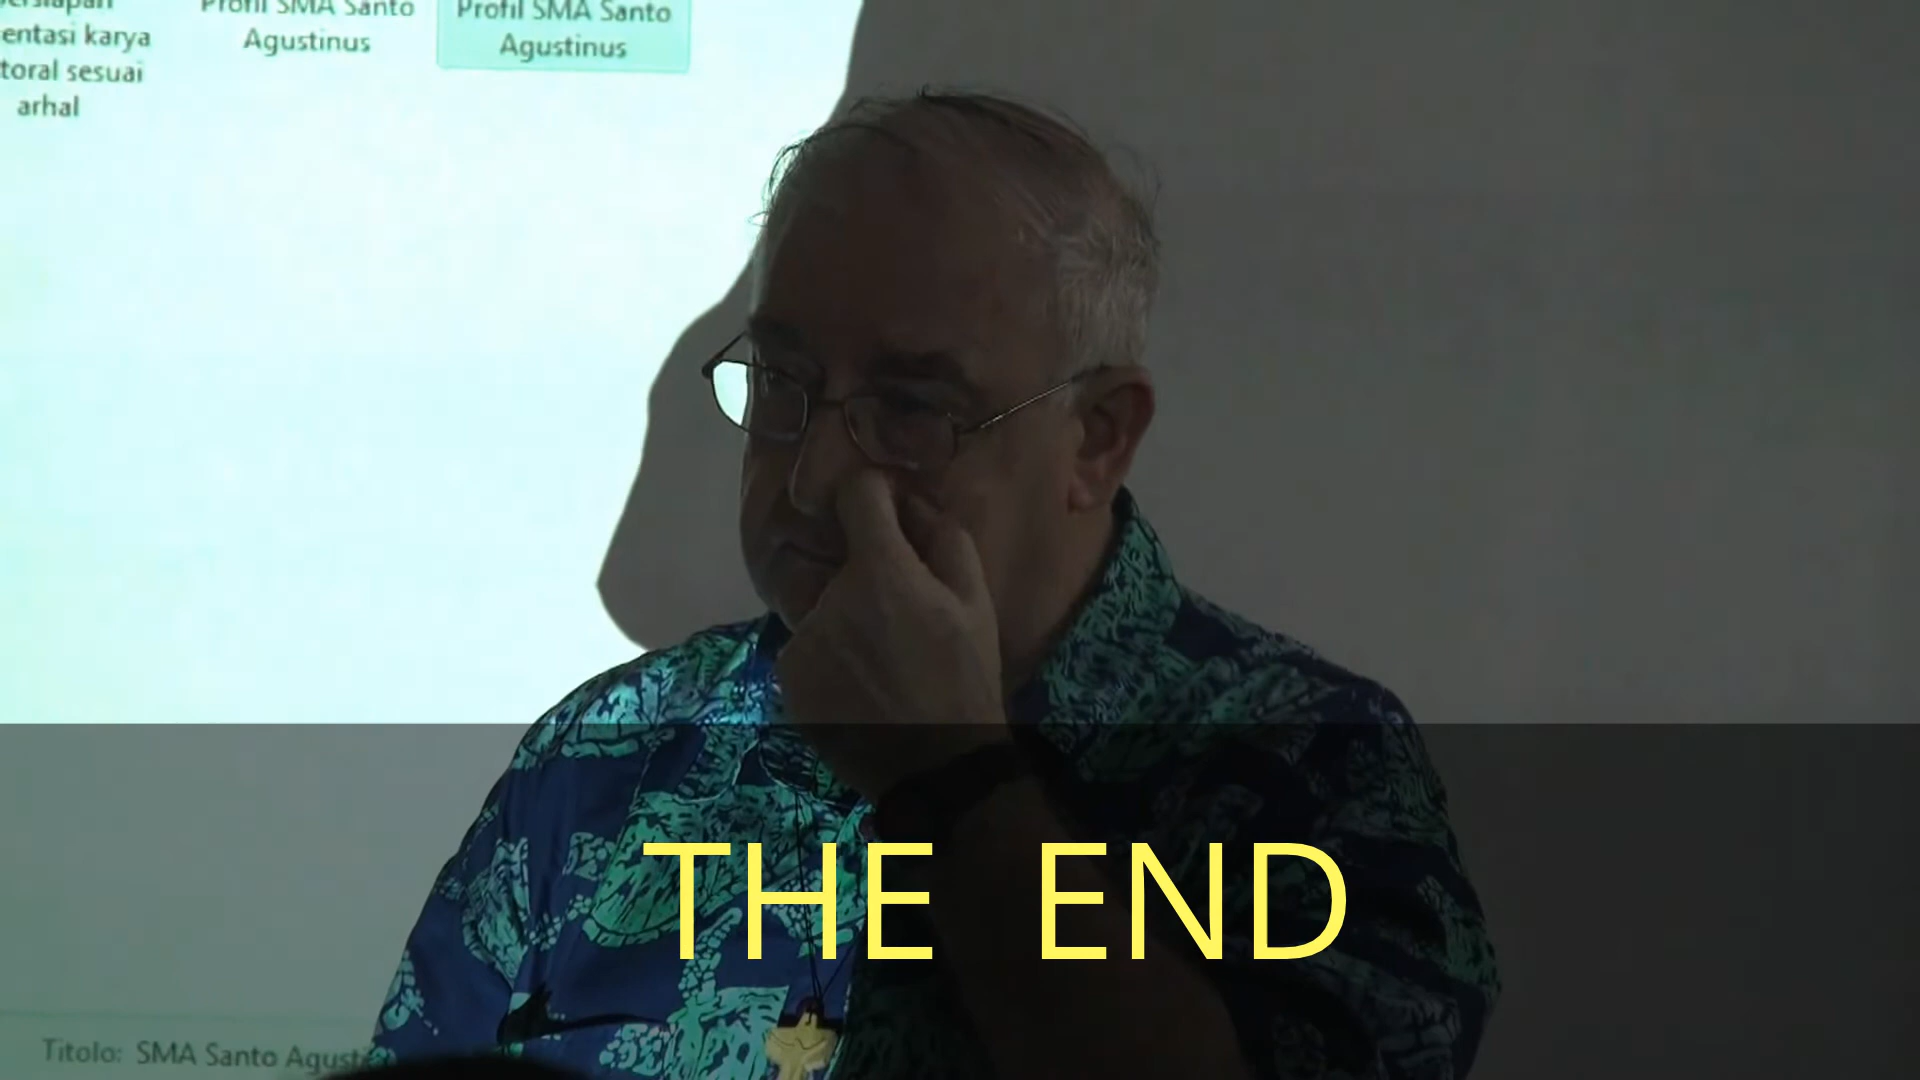 entasi karya
toral sesuai
arhal
Profil SMA Santo
Agustinus
Profil SMA Santo
Agustinus
THE END
Titolo: SMA Santo